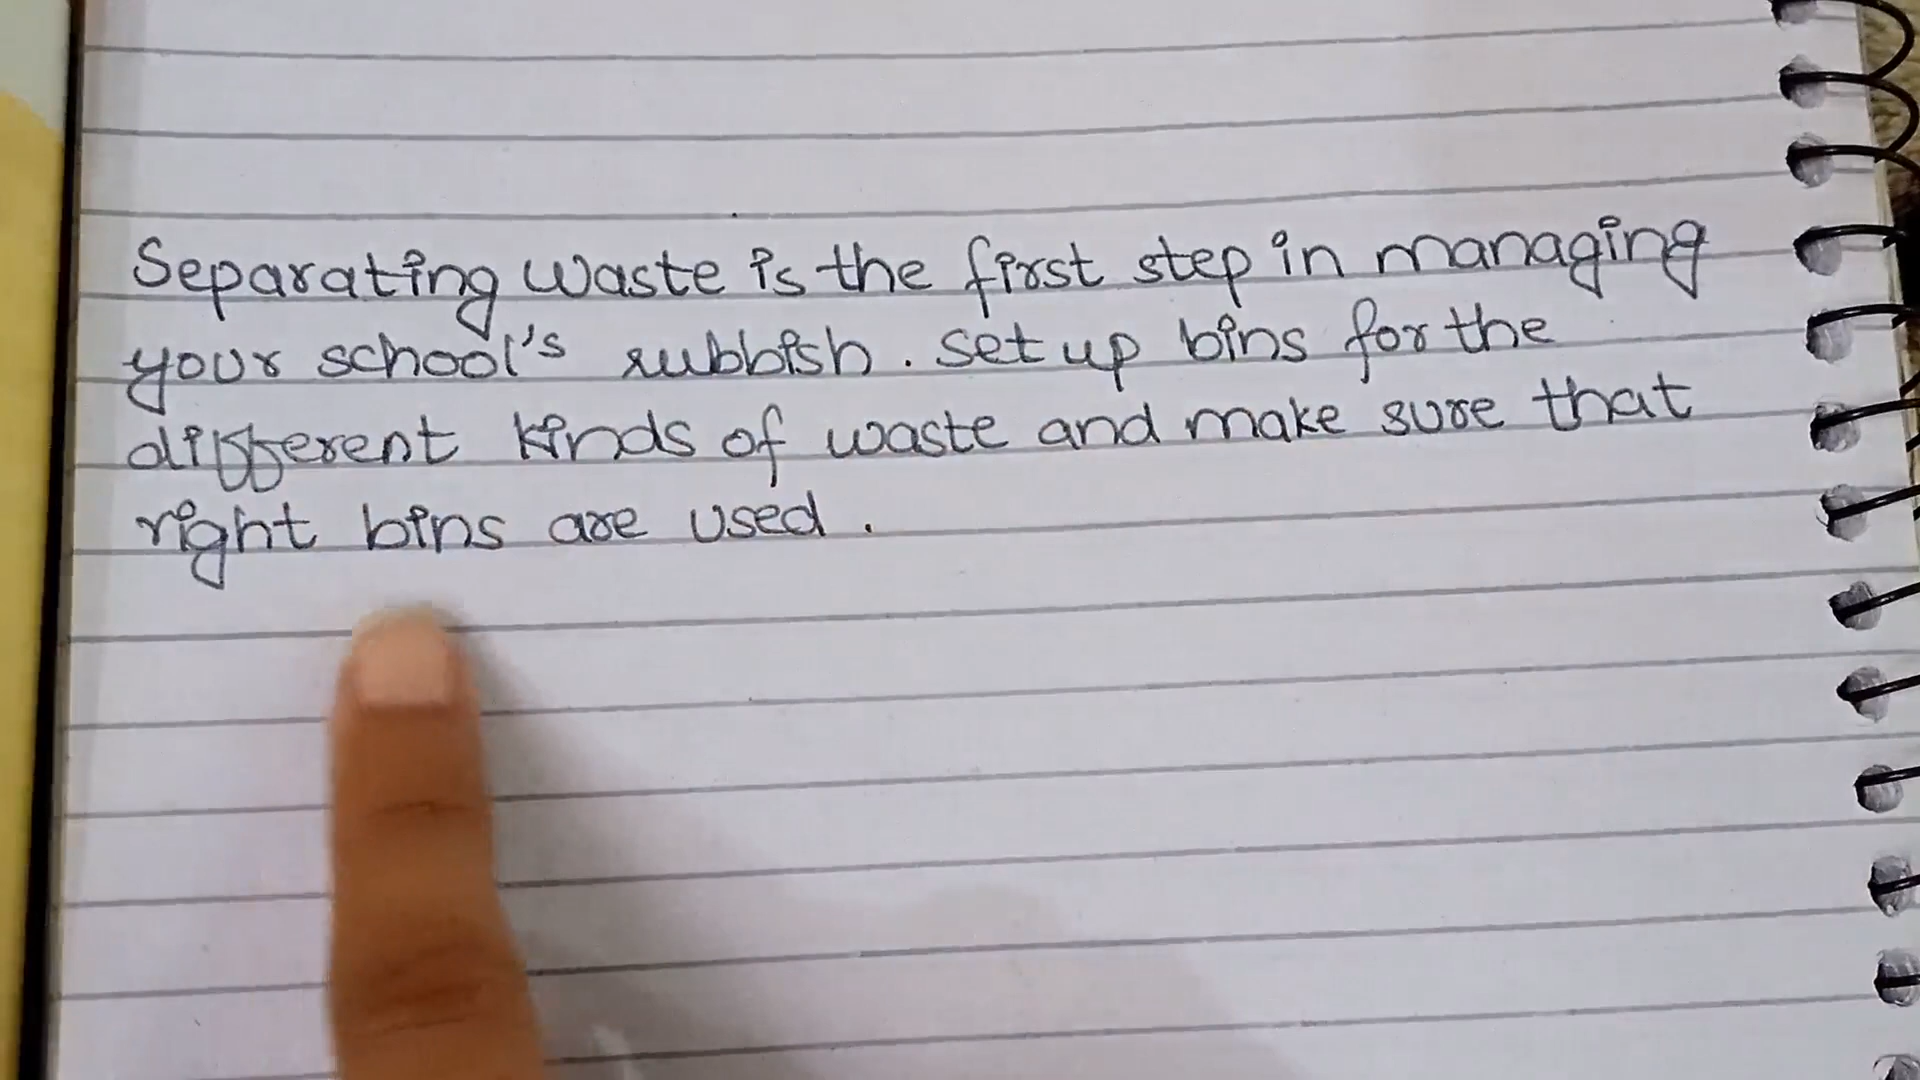 Separating waste is the first step in managing
your school's rubbish. set up bins for the
different kinds of waste and make sure that
right bins are used.